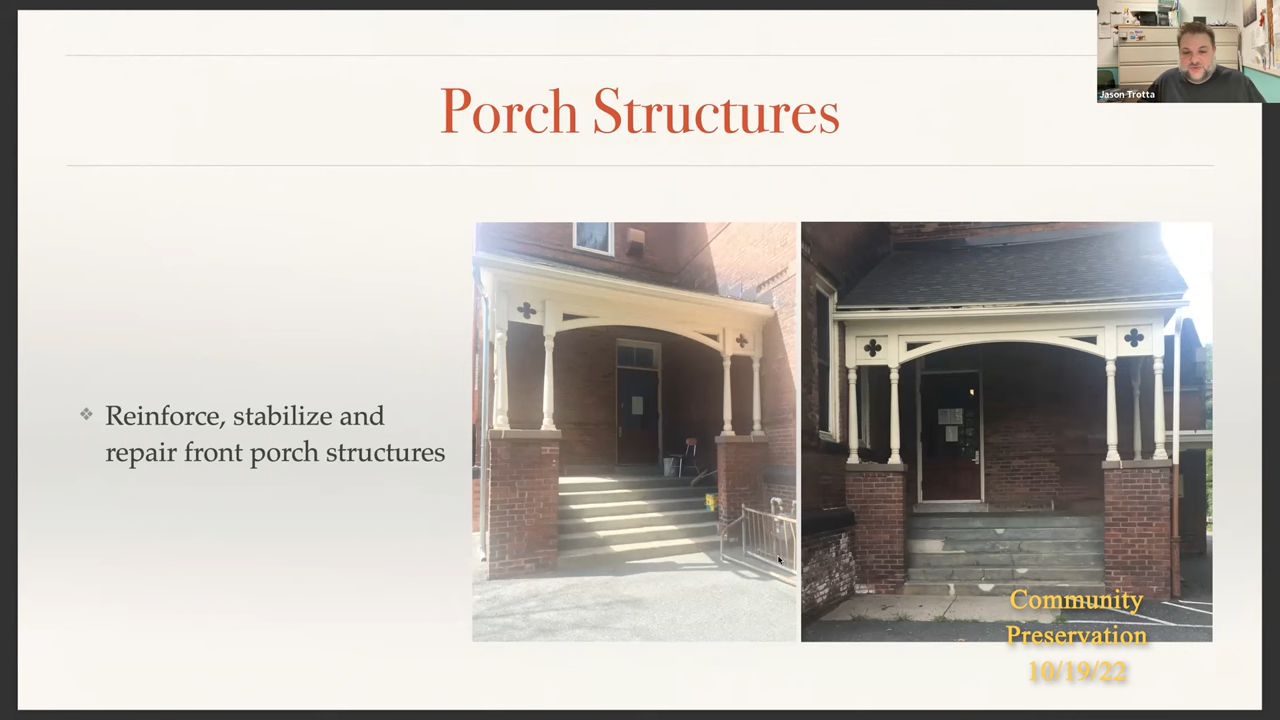 Jason Trotta
Porch Structures
Reinforce, stabilize and
repair front porch structures
Community
Preservation
10/19/22